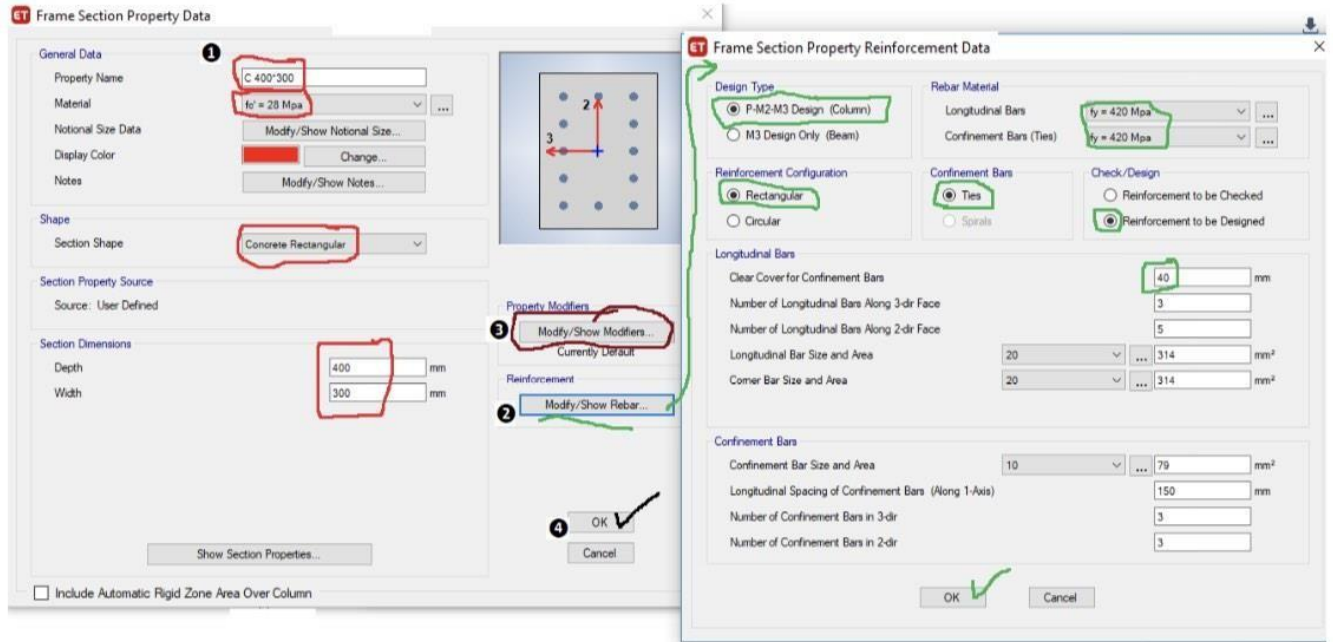 ET Frame Section Property Data
General Data
❶
Property Name C 400*300
Material fc' = 28 Mpa ...
Notional Size Data Modify/Show Notional Size...
Display Color Change...
Notes Modify/Show Notes...
Shape
Section Shape Concrete Rectangular
Section Property Source
Source: User Defined
Section Dimensions
Depth 400 mm
Width 300 mm
Show Section Properties...
Include Automatic Rigid Zone Area Over Column
2
3
Property Modifiers
❸ Modify/Show Modifiers...
Currently Default
Reinforcement
❷ Modify/Show Rebar...
❹ OK
Cancel
ET Frame Section Property Reinforcement Data
Design Type
P-M2-M3 Design (Column)
M3 Design Only (Beam)
Rebar Material
Longitudinal Bars fy = 420 Mpa ...
Confinement Bars (Ties) fy = 420 Mpa ...
Reinforcement Configuration
Rectangular
Circular
Confinement Bars
Ties
Spirals
Check/Design
Reinforcement to be Checked
Reinforcement to be Designed
Longitudinal Bars
Clear Cover for Confinement Bars 40 mm
Number of Longitudinal Bars Along 3-dir Face 3
Number of Longitudinal Bars Along 2-dir Face 5
Longitudinal Bar Size and Area 20 ... 314 mm²
Corner Bar Size and Area 20 ... 314 mm²
Confinement Bars
Confinement Bar Size and Area 10 ... 79 mm²
Longitudinal Spacing of Confinement Bars (Along 1-Axis) 150 mm
Number of Confinement Bars in 3-dir 3
Number of Confinement Bars in 2-dir 3
OK Cancel